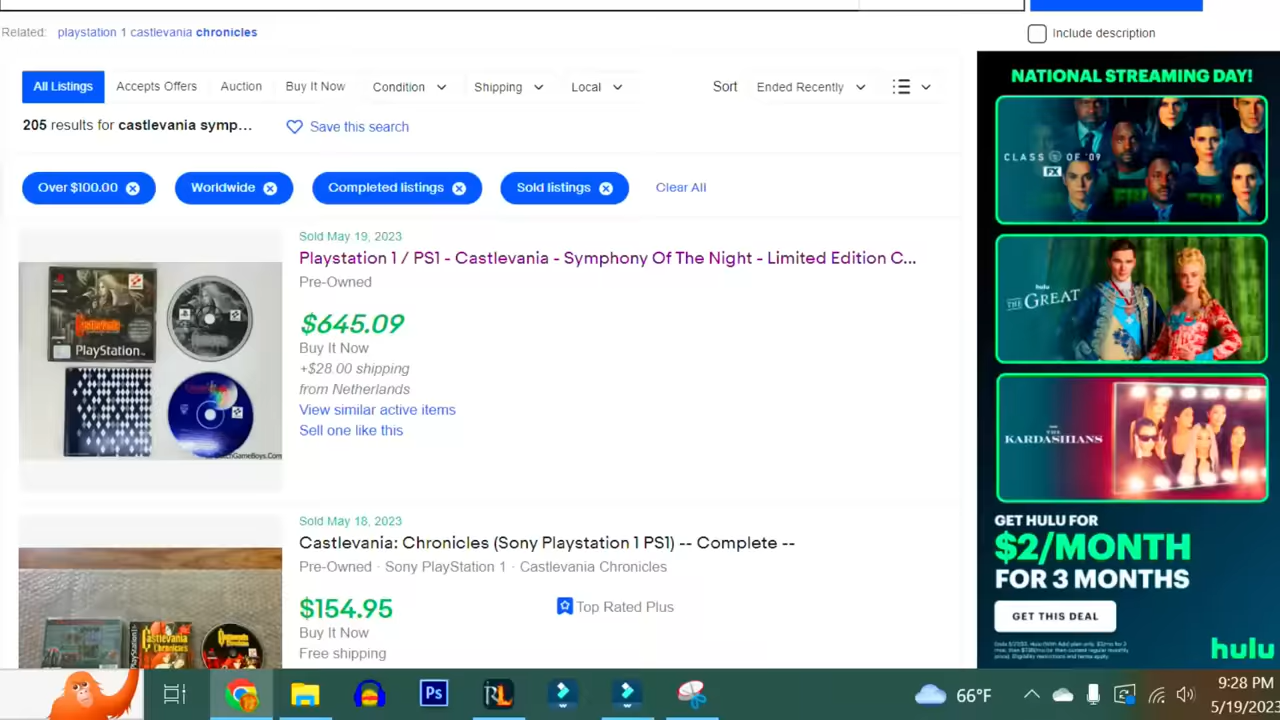 Related: playstation 1 castlevania chronicles
Include description
All Listings Accepts Offers Auction Buy It Now Condition Shipping Local Sort Ended Recently
205 results for castlevania symp...
Save this search
Over $100.00 Worldwide Completed listings Sold listings Clear All
Sold May 19, 2023
Playstation 1 / PS1 - Castlevania - Symphony Of The Night - Limited Edition C...
Pre-Owned
$645.09
Buy It Now
+$28.00 shipping
from Netherlands
View similar active items
Sell one like this
PlayStation
Sold May 18, 2023
Castlevania: Chronicles (Sony Playstation 1 PS1) -- Complete --
Pre-Owned · Sony PlayStation 1 · Castlevania Chronicles
$154.95
Top Rated Plus
Buy It Now
Free shipping
NATIONAL STREAMING DAY!
CLASS OF '09
FX
hulu
THE GREAT
THE
KARDASHIANS
GET HULU FOR
$2/MONTH
FOR 3 MONTHS
GET THIS DEAL
hulu
Ps
RL
66°F
9:28 PM
5/19/2023